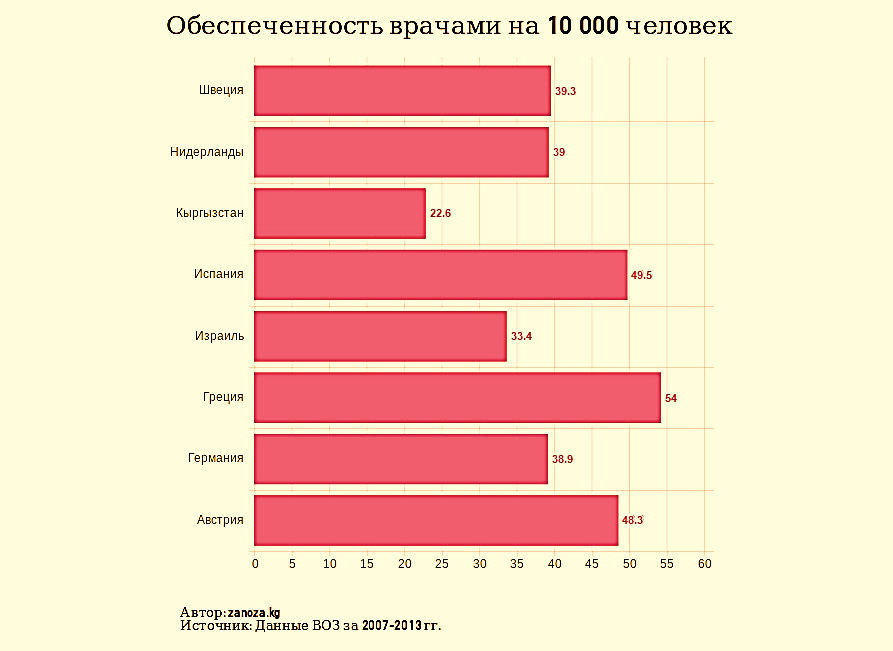 Обеспеченность врачами на 10 000 человек
Швеция 39.3
Нидерланды 39
Кыргызстан 22.6
Испания 49.5
Израиль 33.4
Греция 54
Германия 38.9
Австрия 48.3
0 5 10 15 20 25 30 35 40 45 50 55 60
Автор: zanoza.kg
Источник: Данные ВОЗ за 2007-2013 гг.